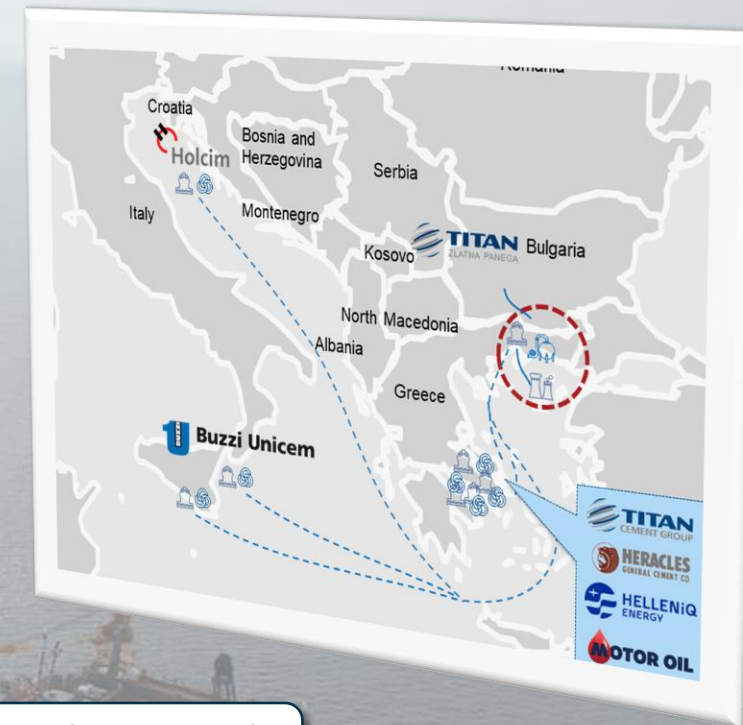 Romania
Croatia
Holcim
Bosnia and
Herzegovina
Serbia
Italy
Montenegro
Kosovo
TITAN
ZLATNA PANEGA
Bulgaria
North Macedonia
Albania
Greece
Buzzi Unicem
TITAN
CEMENT GROUP
HERACLES
GENERAL CEMENT CO
HELLENiQ
ENERGY
MOTOR OIL